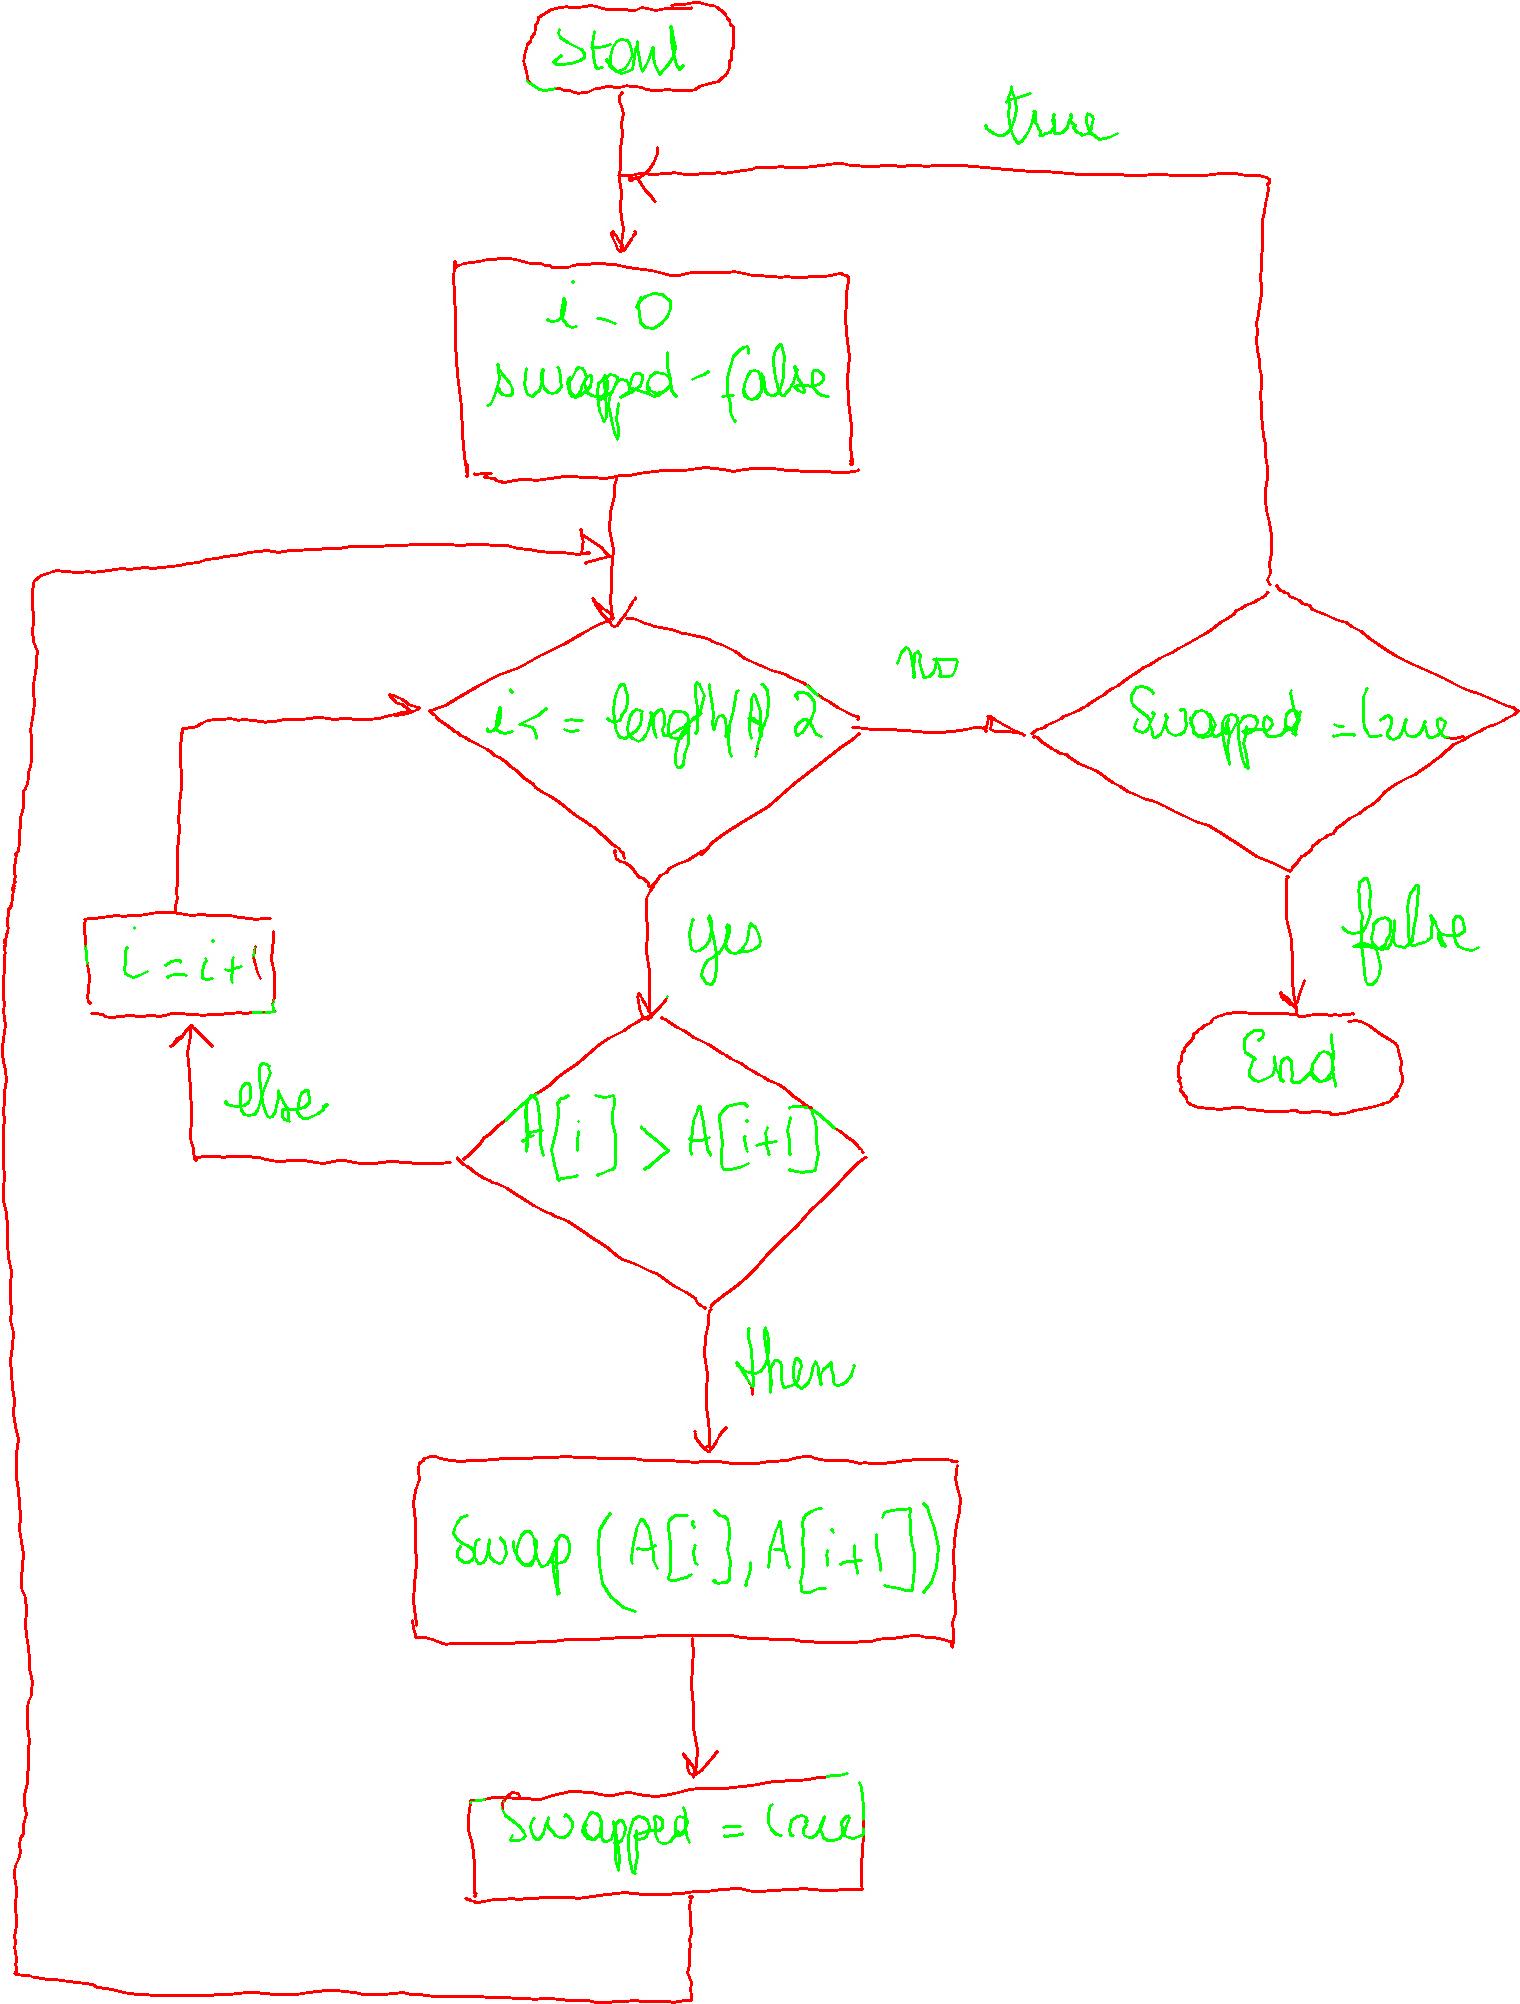 Start
true
i - 0
swapped - false
no
i <= length(A) 2
Swapped = true
yes
false
i = i+1
End
else
A[i] > A[i+1]
then
Swap (A[i], A[i+1])
Swapped = true